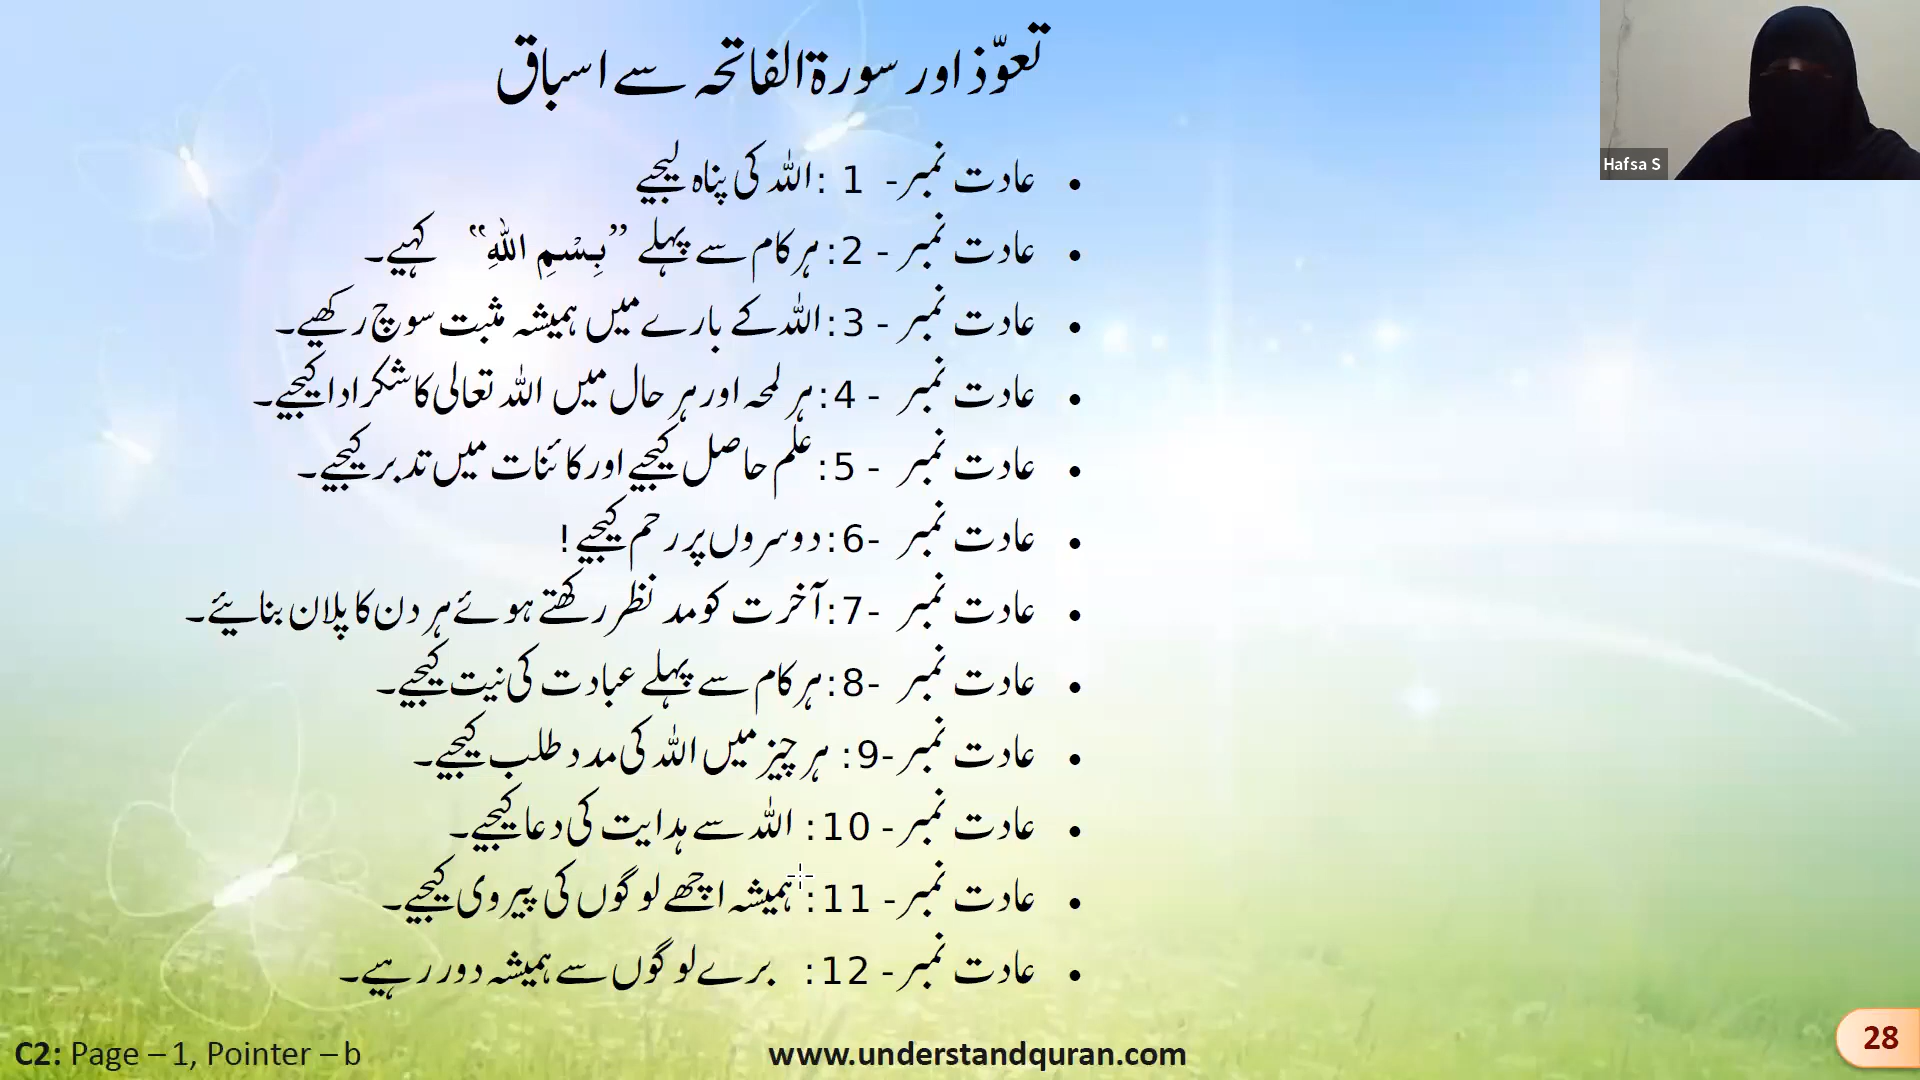 تعوّذ اور سورۃ الفاتحہ سے اسباق
Hafsa S
• عادت نمبر- 1 :اللہ کی پناہ لیجیے
• عادت نمبر - 2: ہر کام سے پہلے ”بِسْمِ اللهِ“ کہیے۔
• عادت نمبر - 3: اللہ کے بارے میں ہمیشہ مثبت سوچ رکھیے۔
• عادت نمبر - 4: ہر لمحہ اور ہر حال میں اللہ تعالی کا شکر ادا کیجیے۔
• عادت نمبر - 5: علم حاصل کیجیے اور کائنات میں تدبر کیجیے۔
• عادت نمبر -6: دوسروں پر رحم کیجیے!
• عادت نمبر -7: آخرت کو مد نظر رکھتے ہوئے ہر دن کا پلان بنایئے۔
• عادت نمبر -8: ہر کام سے پہلے عبادت کی نیت کیجیے۔
• عادت نمبر-9: ہر چیز میں اللہ کی مدد طلب کیجیے۔
• عادت نمبر- 10: اللہ سے ہدایت کی دعا کیجیے۔
• عادت نمبر- 11: ہمیشہ اچھے لوگوں کی پیروی کیجیے۔
• عادت نمبر- 12: برے لوگوں سے ہمیشہ دور رہیے۔
C2: Page – 1, Pointer – b
www.understandquran.com
28